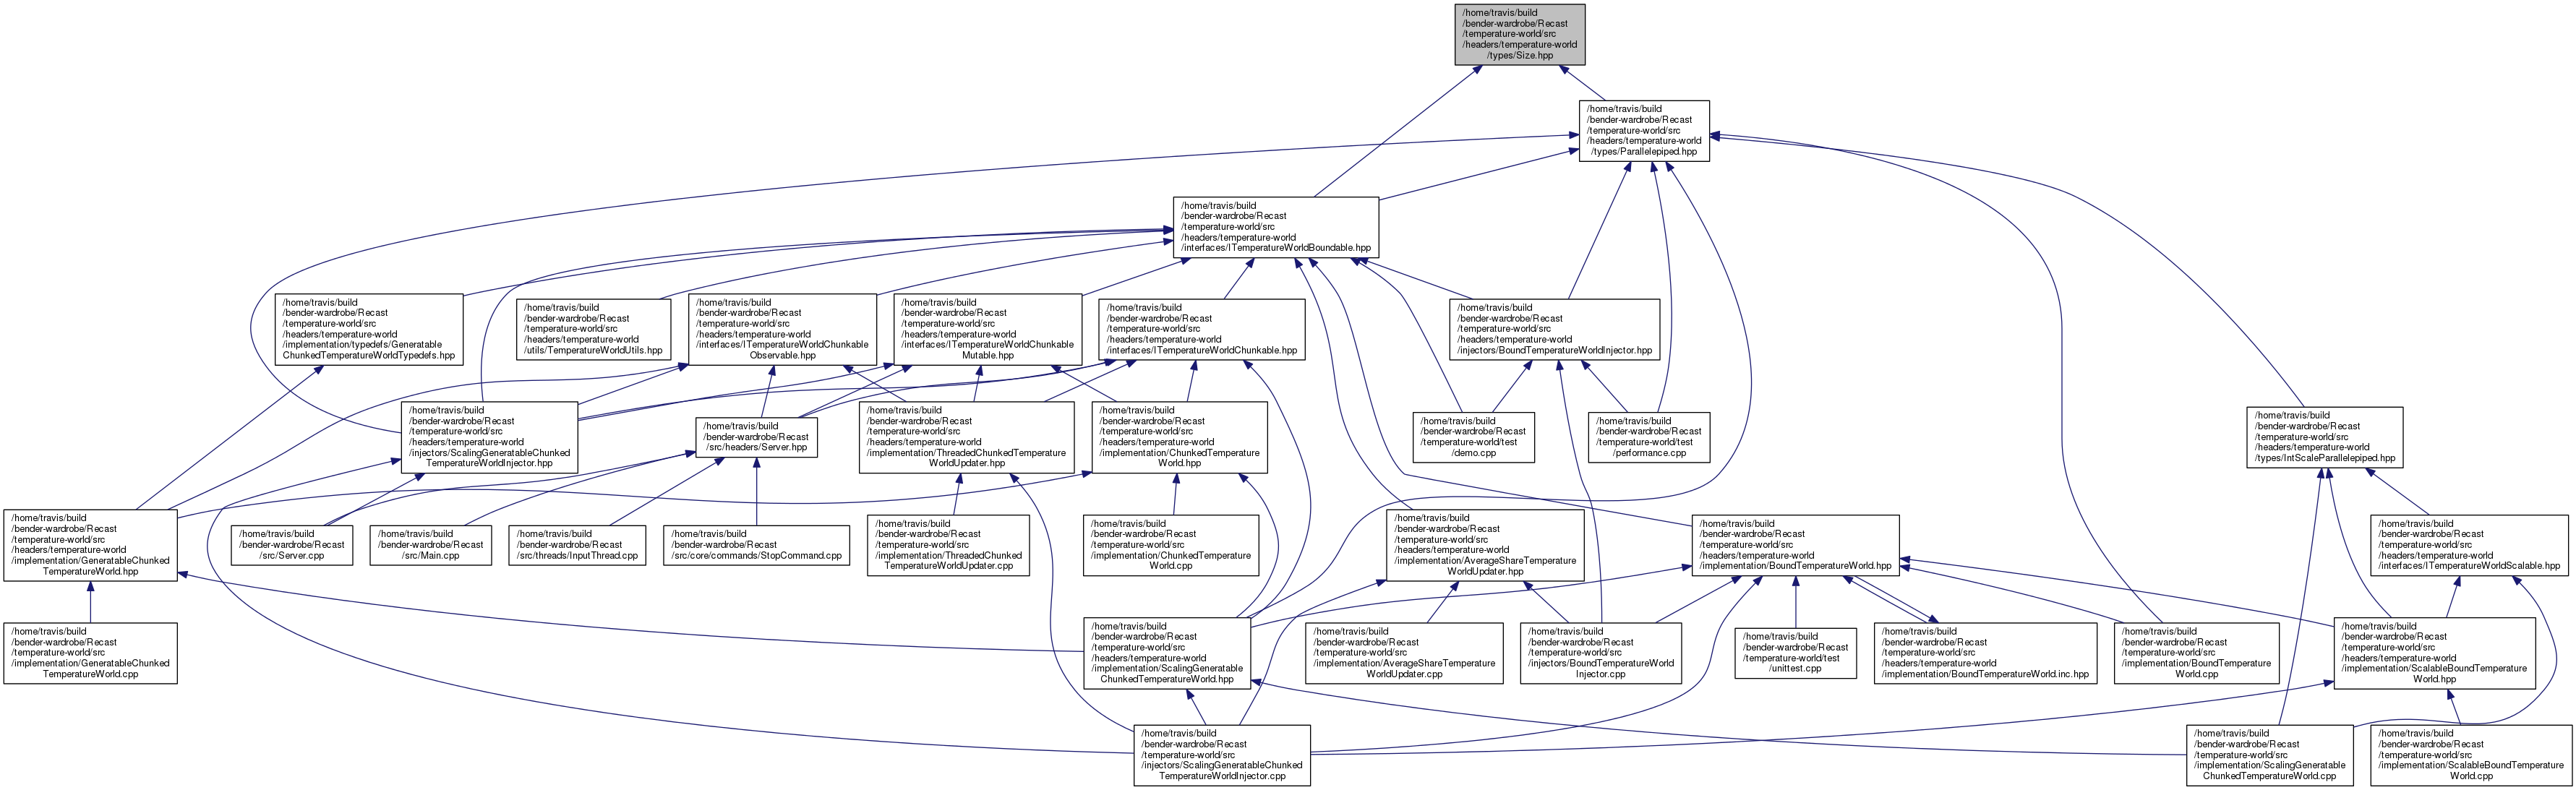 /home/travis/build
/bender-wardrobe/Recast
/temperature-world/src
/headers/temperature-world
/types/Size.hpp
/home/travis/build
/bender-wardrobe/Recast
/temperature-world/src
/headers/temperature-world
/types/Parallelepiped.hpp
/home/travis/build
/bender-wardrobe/Recast
/temperature-world/src
/headers/temperature-world
/interfaces/ITemperatureWorldBoundable.hpp
/home/travis/build
/bender-wardrobe/Recast
/temperature-world/src
/headers/temperature-world
/implementation/typedefs/Generatable
ChunkedTemperatureWorldTypedefs.hpp
/home/travis/build
/bender-wardrobe/Recast
/temperature-world/src
/headers/temperature-world
/utils/TemperatureWorldUtils.hpp
/home/travis/build
/bender-wardrobe/Recast
/temperature-world/src
/headers/temperature-world
/interfaces/ITemperatureWorldChunkable
Observable.hpp
/home/travis/build
/bender-wardrobe/Recast
/temperature-world/src
/headers/temperature-world
/interfaces/ITemperatureWorldChunkable
Mutable.hpp
/home/travis/build
/bender-wardrobe/Recast
/temperature-world/src
/headers/temperature-world
/interfaces/ITemperatureWorldChunkable.hpp
/home/travis/build
/bender-wardrobe/Recast
/temperature-world/src
/headers/temperature-world
/injectors/BoundTemperatureWorldInjector.hpp
/home/travis/build
/bender-wardrobe/Recast
/temperature-world/src
/headers/temperature-world
/injectors/ScalingGeneratableChunked
TemperatureWorldInjector.hpp
/home/travis/build
/bender-wardrobe/Recast
/src/headers/Server.hpp
/home/travis/build
/bender-wardrobe/Recast
/temperature-world/src
/headers/temperature-world
/implementation/ThreadedChunkedTemperature
WorldUpdater.hpp
/home/travis/build
/bender-wardrobe/Recast
/temperature-world/src
/headers/temperature-world
/implementation/ChunkedTemperature
World.hpp
/home/travis/build
/bender-wardrobe/Recast
/temperature-world/test
/demo.cpp
/home/travis/build
/bender-wardrobe/Recast
/temperature-world/test
/performance.cpp
/home/travis/build
/bender-wardrobe/Recast
/temperature-world/src
/headers/temperature-world
/types/IntScaleParallelepiped.hpp
/home/travis/build
/bender-wardrobe/Recast
/temperature-world/src
/headers/temperature-world
/implementation/GeneratableChunked
TemperatureWorld.hpp
/home/travis/build
/bender-wardrobe/Recast
/src/Server.cpp
/home/travis/build
/bender-wardrobe/Recast
/src/Main.cpp
/home/travis/build
/bender-wardrobe/Recast
/src/threads/InputThread.cpp
/home/travis/build
/bender-wardrobe/Recast
/src/core/commands/StopCommand.cpp
/home/travis/build
/bender-wardrobe/Recast
/temperature-world/src
/implementation/ThreadedChunked
TemperatureWorldUpdater.cpp
/home/travis/build
/bender-wardrobe/Recast
/temperature-world/src
/implementation/ChunkedTemperature
World.cpp
/home/travis/build
/bender-wardrobe/Recast
/temperature-world/src
/headers/temperature-world
/implementation/AverageShareTemperature
WorldUpdater.hpp
/home/travis/build
/bender-wardrobe/Recast
/temperature-world/src
/headers/temperature-world
/implementation/BoundTemperatureWorld.hpp
/home/travis/build
/bender-wardrobe/Recast
/temperature-world/src
/headers/temperature-world
/interfaces/ITemperatureWorldScalable.hpp
/home/travis/build
/bender-wardrobe/Recast
/temperature-world/src
/implementation/GeneratableChunked
TemperatureWorld.cpp
/home/travis/build
/bender-wardrobe/Recast
/temperature-world/src
/headers/temperature-world
/implementation/ScalingGeneratable
ChunkedTemperatureWorld.hpp
/home/travis/build
/bender-wardrobe/Recast
/temperature-world/src
/implementation/AverageShareTemperature
WorldUpdater.cpp
/home/travis/build
/bender-wardrobe/Recast
/temperature-world/src
/injectors/BoundTemperatureWorld
Injector.cpp
/home/travis/build
/bender-wardrobe/Recast
/temperature-world/test
/unittest.cpp
/home/travis/build
/bender-wardrobe/Recast
/temperature-world/src
/headers/temperature-world
/implementation/BoundTemperatureWorld.inc.hpp
/home/travis/build
/bender-wardrobe/Recast
/temperature-world/src
/implementation/BoundTemperature
World.cpp
/home/travis/build
/bender-wardrobe/Recast
/temperature-world/src
/headers/temperature-world
/implementation/ScalableBoundTemperature
World.hpp
/home/travis/build
/bender-wardrobe/Recast
/temperature-world/src
/injectors/ScalingGeneratableChunked
TemperatureWorldInjector.cpp
/home/travis/build
/bender-wardrobe/Recast
/temperature-world/src
/implementation/ScalingGeneratable
ChunkedTemperatureWorld.cpp
/home/travis/build
/bender-wardrobe/Recast
/temperature-world/src
/implementation/ScalableBoundTemperature
World.cpp